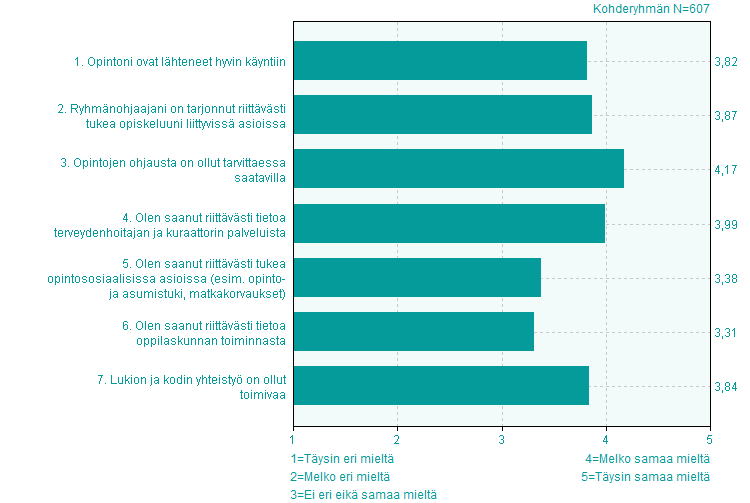 Kohderyhmän N=607
1. Opintoni ovat lähteneet hyvin käyntiin
3,82
2. Ryhmänohjaajani on tarjonnut riittävästi
tukea opiskeluuni liittyvissä asioissa
3,87
3. Opintojen ohjausta on ollut tarvittaessa
saatavilla
4,17
4. Olen saanut riittävästi tietoa
terveydenhoitajan ja kuraattorin palveluista
3,99
5. Olen saanut riittävästi tukea
opintososiaalisissa asioissa (esim. opinto-
ja asumistuki, matkakorvaukset)
3,38
6. Olen saanut riittävästi tietoa
oppilaskunnan toiminnasta
3,31
7. Lukion ja kodin yhteistyö on ollut
toimivaa
3,84
1 2 3 4 5
1=Täysin eri mieltä
2=Melko eri mieltä
3=Ei eri eikä samaa mieltä
4=Melko samaa mieltä
5=Täysin samaa mieltä